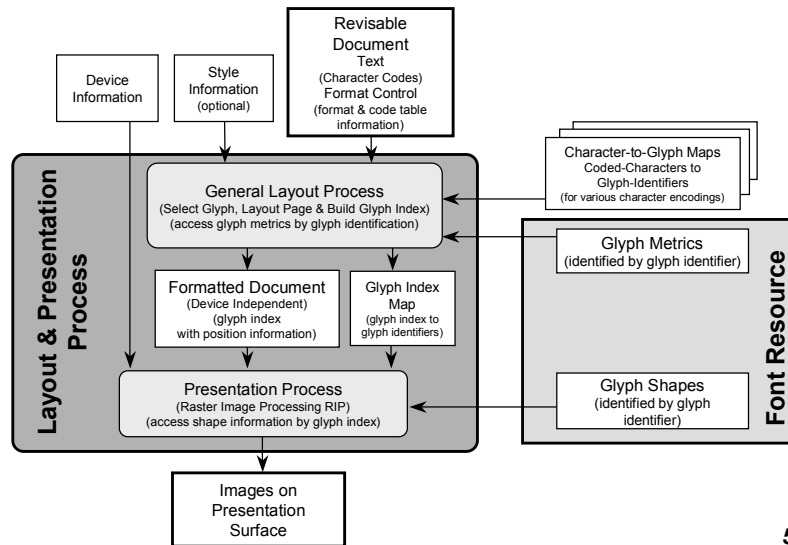 Revisable
Document
Text
(Character Codes)
Format Control
(format & code table
information)
Device
Information
Style
Information
(optional)
Character-to-Glyph Maps
Coded-Characters to
Glyph-Identifiers
(for various character encodings)
Layout & Presentation
Process
General Layout Process
(Select Glyph, Layout Page & Build Glyph Index)
(access glyph metrics by glyph identification)
Glyph Metrics
(identified by glyph identifier)
Font Resource
Formatted Document
(Device Independent)
(glyph index
with position information)
Glyph Index
Map
(glyph index to
glyph identifiers)
Presentation Process
(Raster Image Processing RIP)
(access shape information by glyph index)
Glyph Shapes
(identified by glyph
identifier)
Images on
Presentation
Surface
5